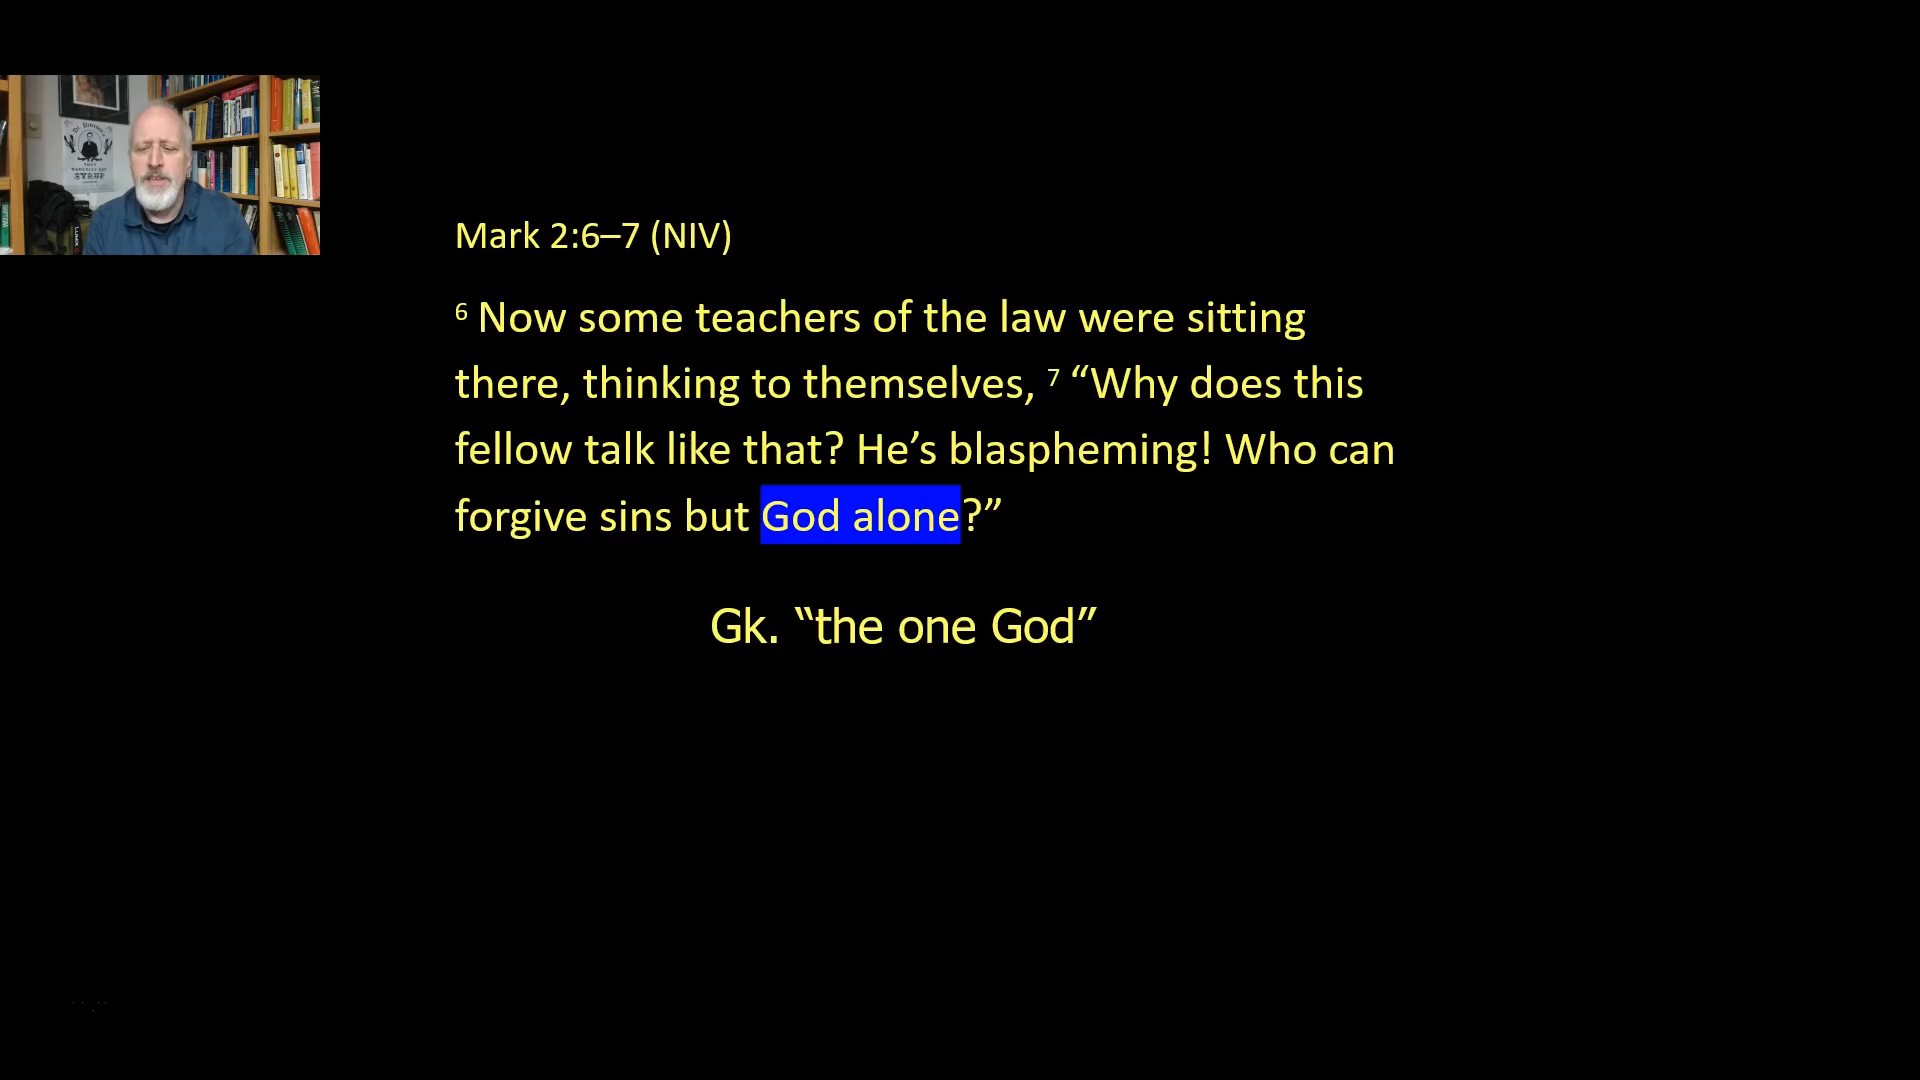 Mark 2:6–7 (NIV)
6 Now some teachers of the law were sitting
there, thinking to themselves, 7 “Why does this
fellow talk like that? He’s blaspheming! Who can
forgive sins but God alone?”
Gk. “the one God”
SYRUP